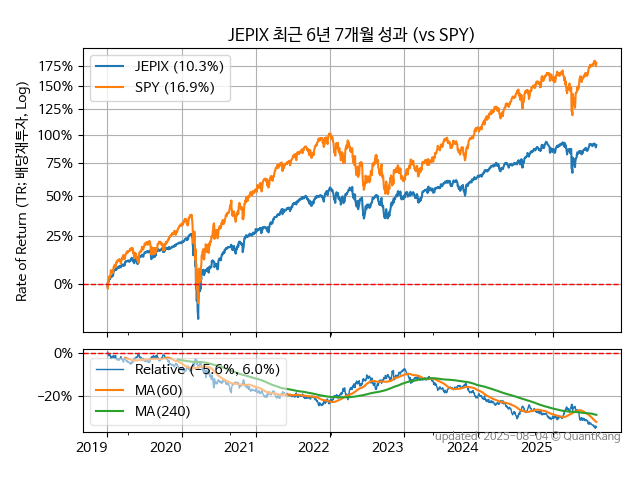 JEPIX 최근 6년 7개월 성과 (vs SPY)
Rate of Return (TR: 배당재투자, Log)
175%
150%
125%
100%
75%
50%
25%
0%
JEPIX (10.3%)
SPY (16.9%)
0%
−20%
Relative (−5.6%, 6.0%)
MA(60)
MA(240)
2019 2020 2021 2022 2023 2024 2025
updated: 2025-08-04 © QuantKang